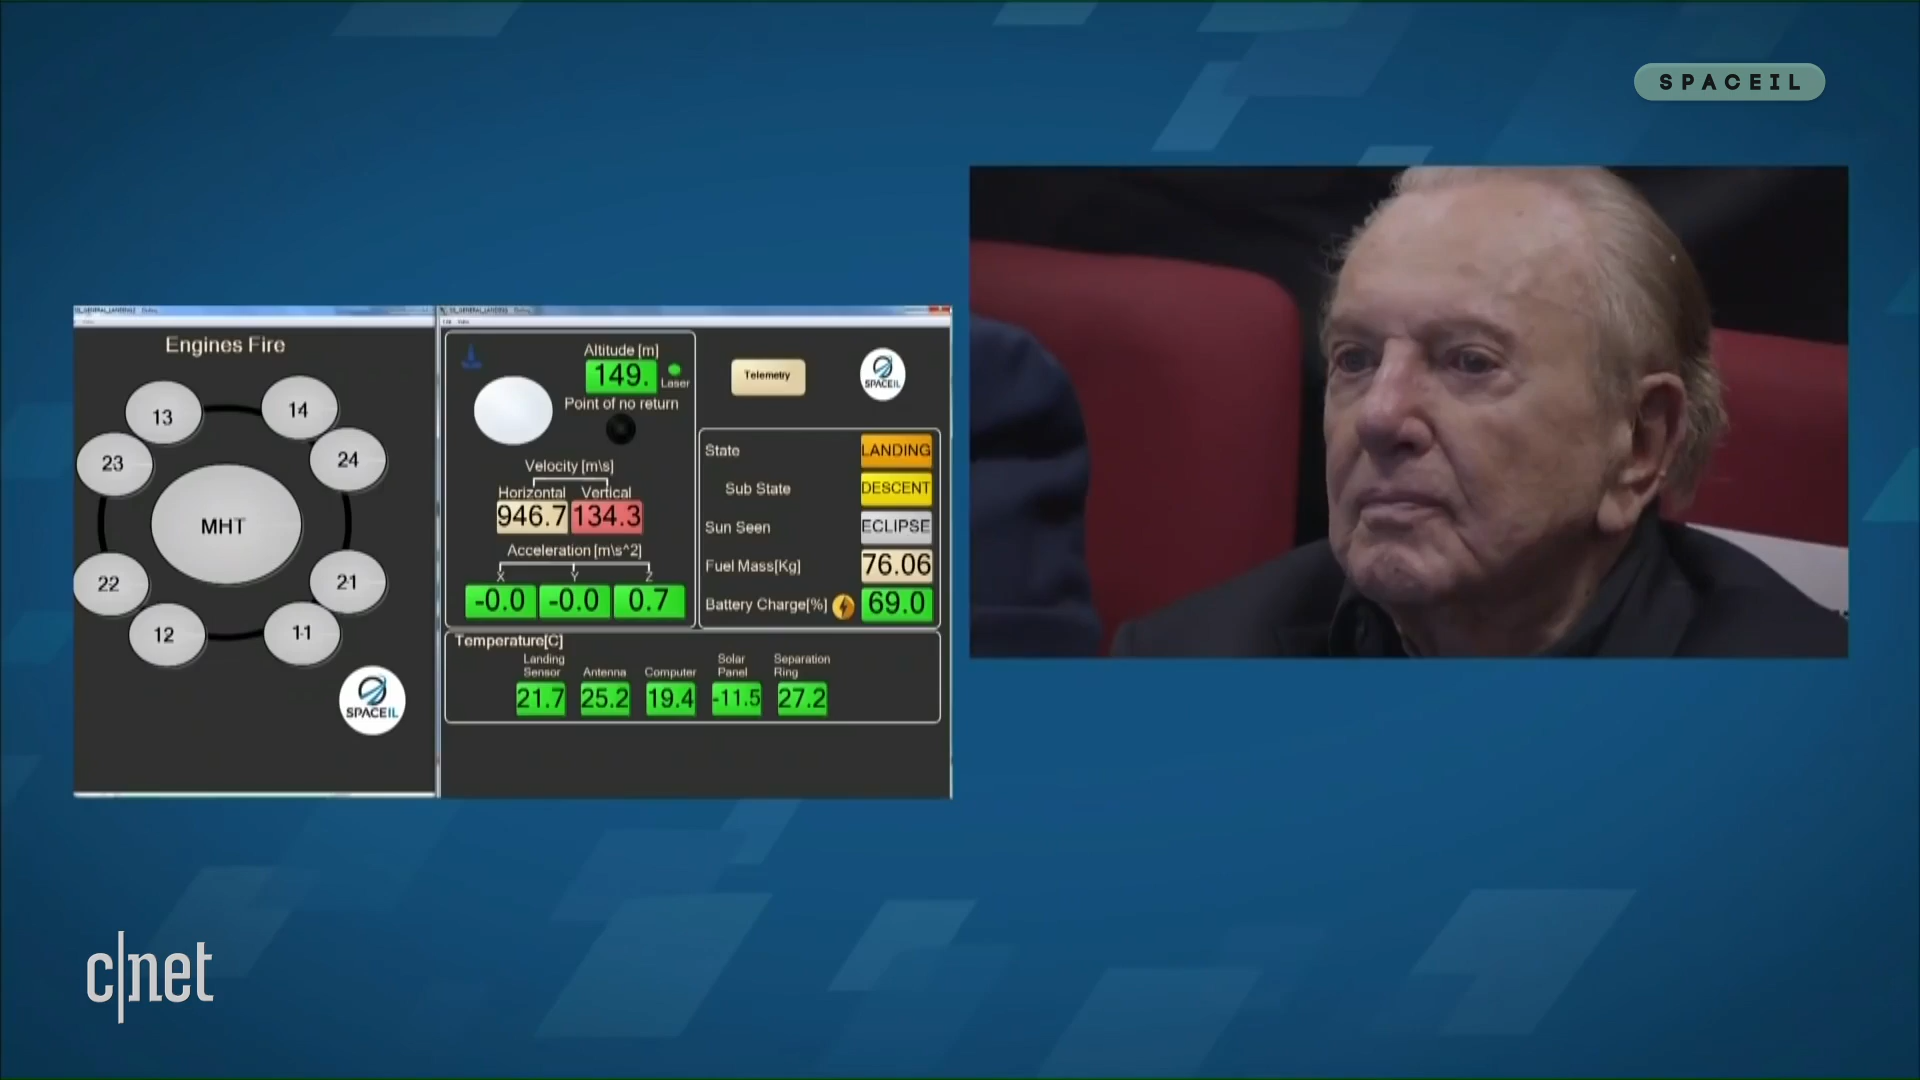 SPACEIL
Engines Fire
13
14
23
24
MHT
22
21
12
11
SPACEIL
Altitude [m]
149.
Laser
Point of no return
Velocity [m\s]
Horizontal Vertical
946.7 134.3
Acceleration [m\s^2]
X Y Z
-0.0 -0.0 0.7
Telemetry
SPACEIL
State LANDING
Sub State DESCENT
Sun Seen ECLIPSE
Fuel Mass[Kg] 76.06
Battery Charge[%] 69.0
Temperature[C]
Landing Sensor
Antenna
Computer
Solar Panel
Separation Ring
21.7 25.2 19.4 -11.5 27.2
c|net